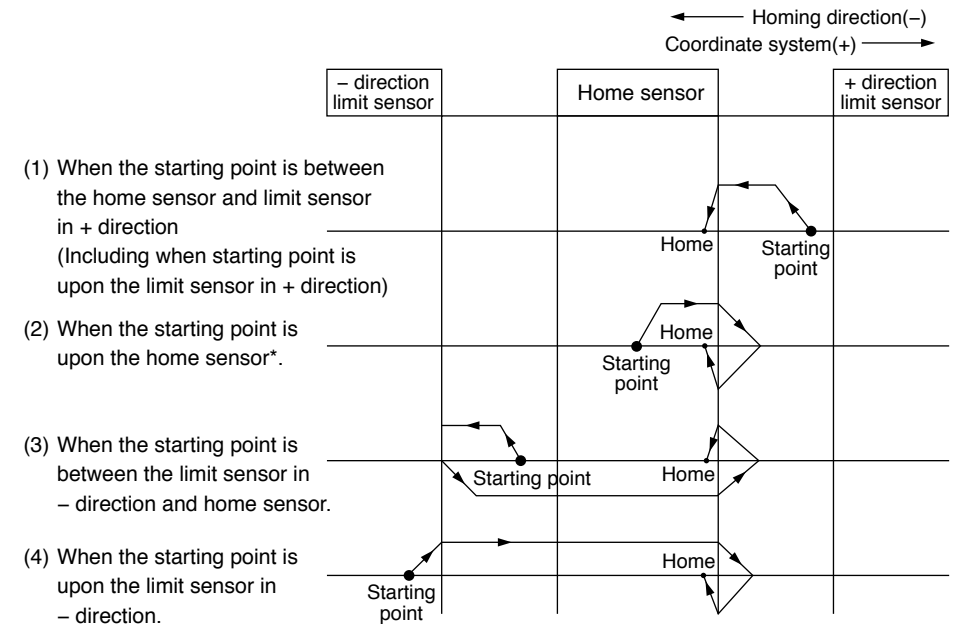 Homing direction(−)
Coordinate system(+)
− direction
limit sensor
Home sensor
+ direction
limit sensor
(1) When the starting point is between
the home sensor and limit sensor
in + direction
(Including when starting point is
upon the limit sensor in + direction)
Home
Starting
point
(2) When the starting point is
upon the home sensor*.
Home
Starting
point
(3) When the starting point is
between the limit sensor in
− direction and home sensor.
Starting point
Home
(4) When the starting point is
upon the limit sensor in
− direction.
Starting
point
Home